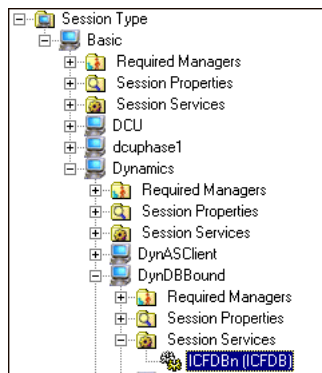 Session Type
Basic
Required Managers
Session Properties
Session Services
DCU
dcuphase1
Dynamics
Required Managers
Session Properties
Session Services
DynASClient
DynDBBound
Required Managers
Session Properties
Session Services
ICFDBn (ICFDB)